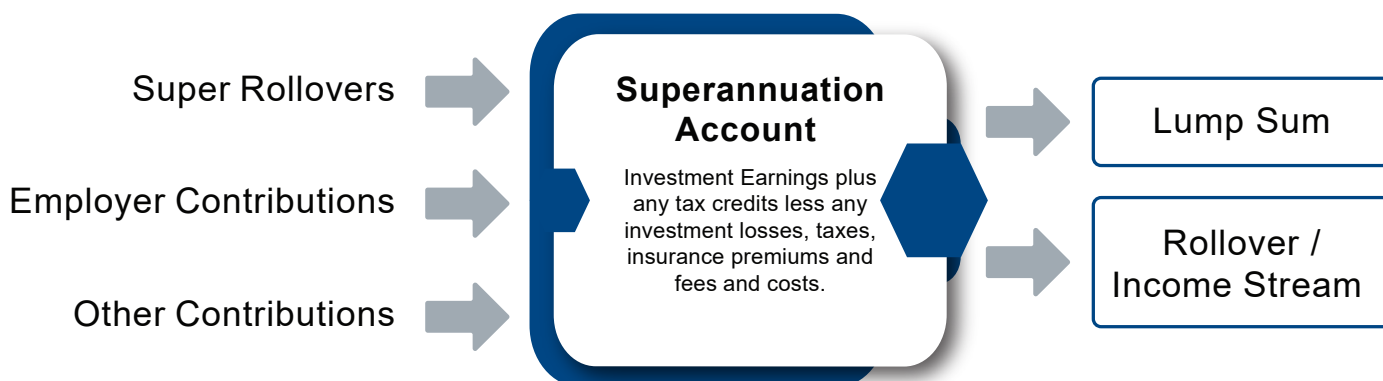 Super Rollovers
Employer Contributions
Other Contributions
Superannuation
Account
Investment Earnings plus
any tax credits less any
investment losses, taxes,
insurance premiums and
fees and costs.
Lump Sum
Rollover /
Income Stream